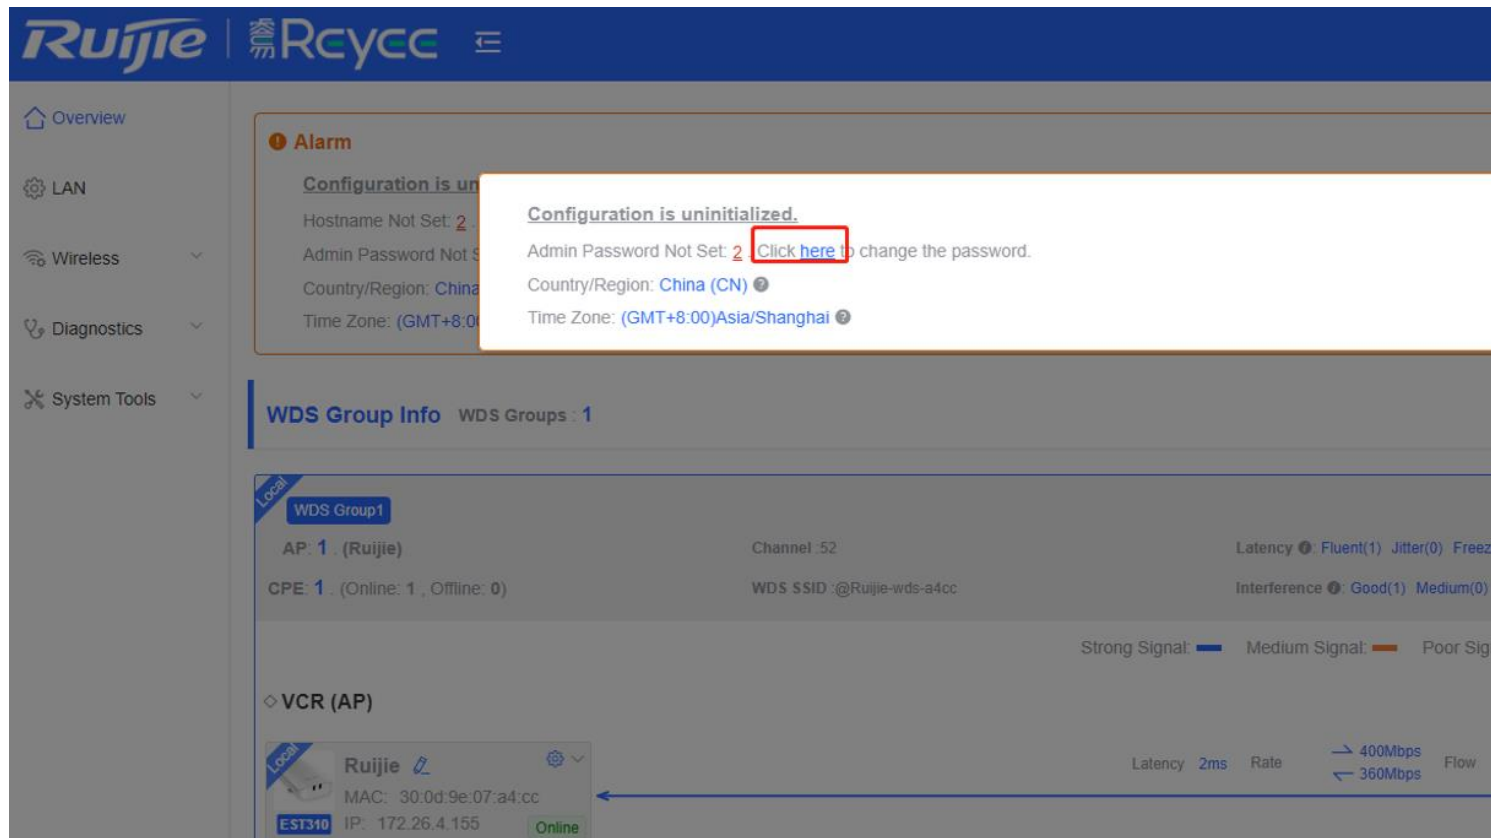 Ruijie | 睿易 Reyee
Overview
LAN
Wireless
Diagnostics
System Tools
Alarm
Configuration is un
Hostname Not Set: 2 .
Admin Password Not S
Country/Region: China
Time Zone: (GMT+8:0
Configuration is uninitialized.
Admin Password Not Set: 2 . Click here to change the password.
Country/Region: China (CN)
Time Zone: (GMT+8:00)Asia/Shanghai
WDS Group Info WDS Groups : 1
Local
WDS Group1
AP: 1 . (Ruijie) Channel :52 Latency : Fluent(1) Jitter(0) Freez
CPE: 1 . (Online: 1 , Offline: 0) WDS SSID :@Ruijie-wds-a4cc Interference : Good(1) Medium(0)
Strong Signal: Medium Signal: Poor Sig
VCR (AP)
Local
Ruijie
MAC: 30:0d:9e:07:a4:cc
EST310 IP: 172.26.4.155 Online
Latency 2ms Rate 400Mbps Flow
360Mbps